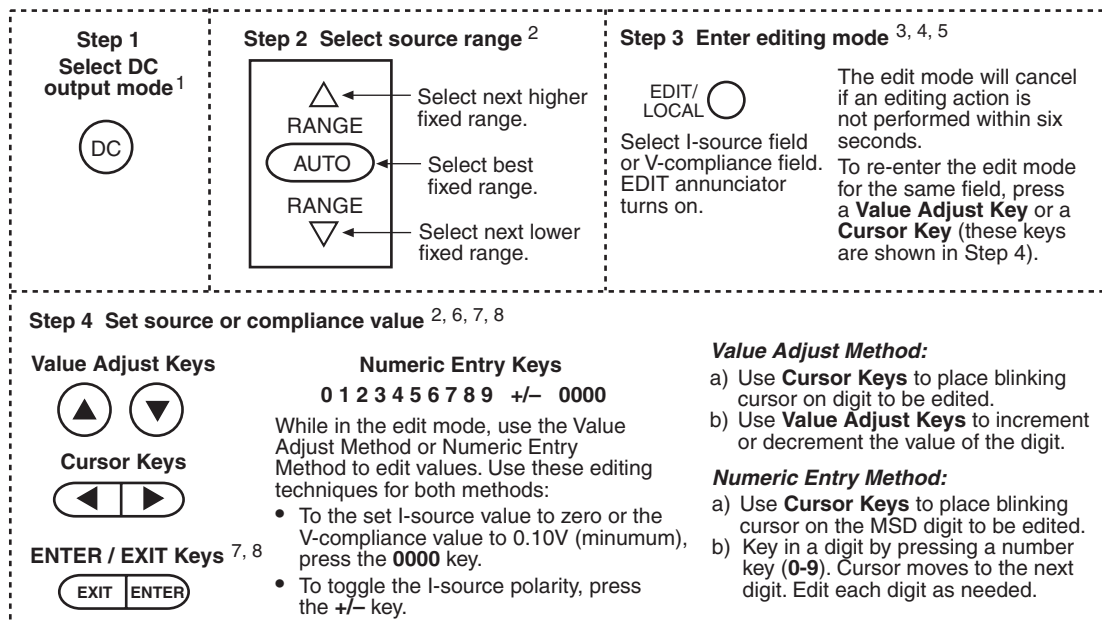 Step 1
Select DC
output mode 1
DC
Step 2 Select source range 2
RANGE
AUTO
RANGE
Select next higher
fixed range.
Select best
fixed range.
Select next lower
fixed range.
Step 3 Enter editing mode 3, 4, 5
EDIT/
LOCAL
Select I-source field
or V-compliance field.
EDIT annunciator
turns on.
The edit mode will cancel
if an editing action is
not performed within six
seconds.
To re-enter the edit mode
for the same field, press
a Value Adjust Key or a
Cursor Key (these keys
are shown in Step 4).
Step 4 Set source or compliance value 2, 6, 7, 8
Value Adjust Keys
Cursor Keys
ENTER / EXIT Keys 7, 8
EXIT ENTER
Numeric Entry Keys
0 1 2 3 4 5 6 7 8 9 +/– 0000
While in the edit mode, use the Value
Adjust Method or Numeric Entry
Method to edit values. Use these editing
techniques for both methods:
• To the set I-source value to zero or the
V-compliance value to 0.10V (minumum),
press the 0000 key.
• To toggle the I-source polarity, press
the +/– key.
Value Adjust Method:
a) Use Cursor Keys to place blinking
cursor on digit to be edited.
b) Use Value Adjust Keys to increment
or decrement the value of the digit.
Numeric Entry Method:
a) Use Cursor Keys to place blinking
cursor on the MSD digit to be edited.
b) Key in a digit by pressing a number
key (0-9). Cursor moves to the next
digit. Edit each digit as needed.